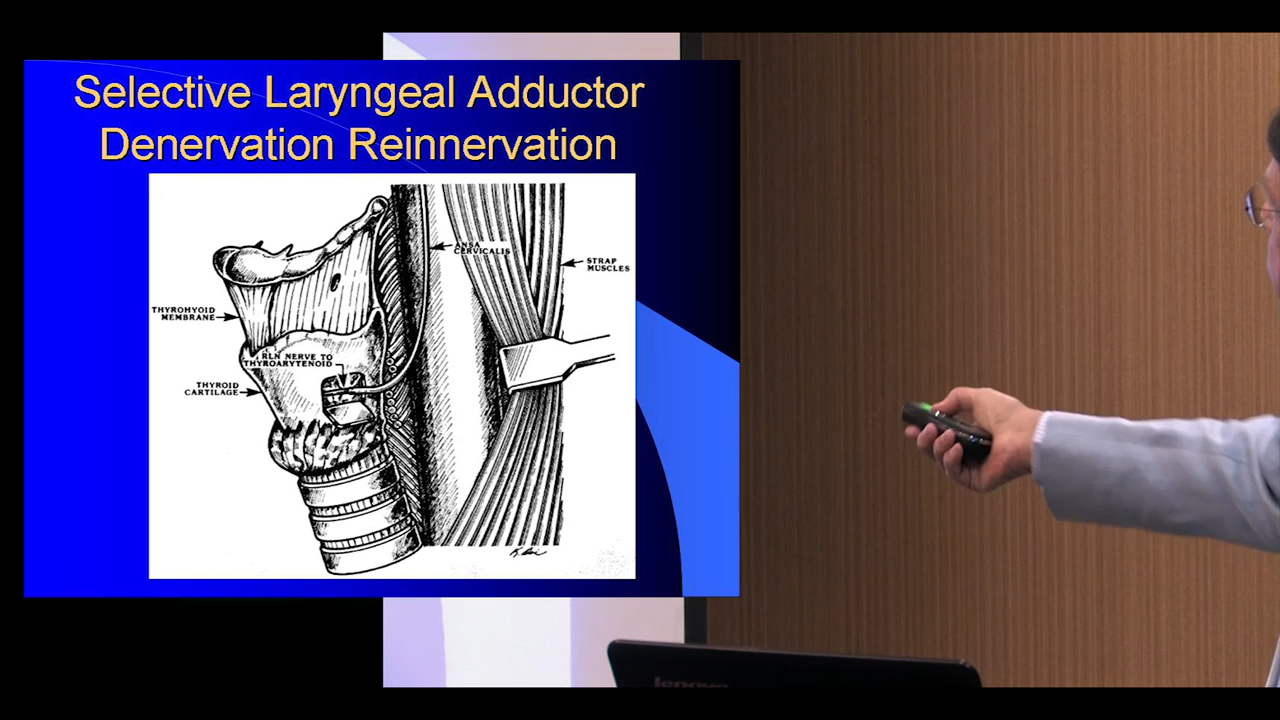 Selective Laryngeal Adductor
Denervation Reinnervation
ANSA
CERVICALIS
STRAP
MUSCLES
THYROHYOID
MEMBRANE
RLN NERVE TO
THYROARYTENOID
THYROID
CARTILAGE
lenovo